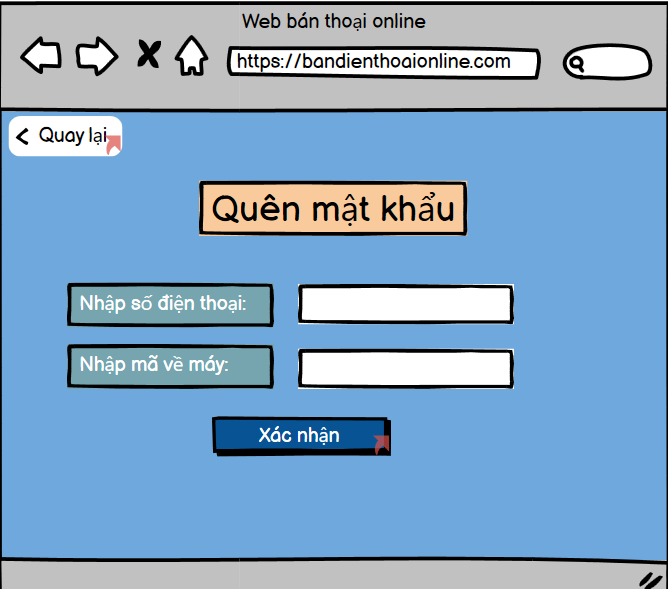 Web bán thoại online
https://bandienthoaionline.com
Quay lại
Quên mật khẩu
Nhập số điện thoại:
Nhập mã về máy:
Xác nhận